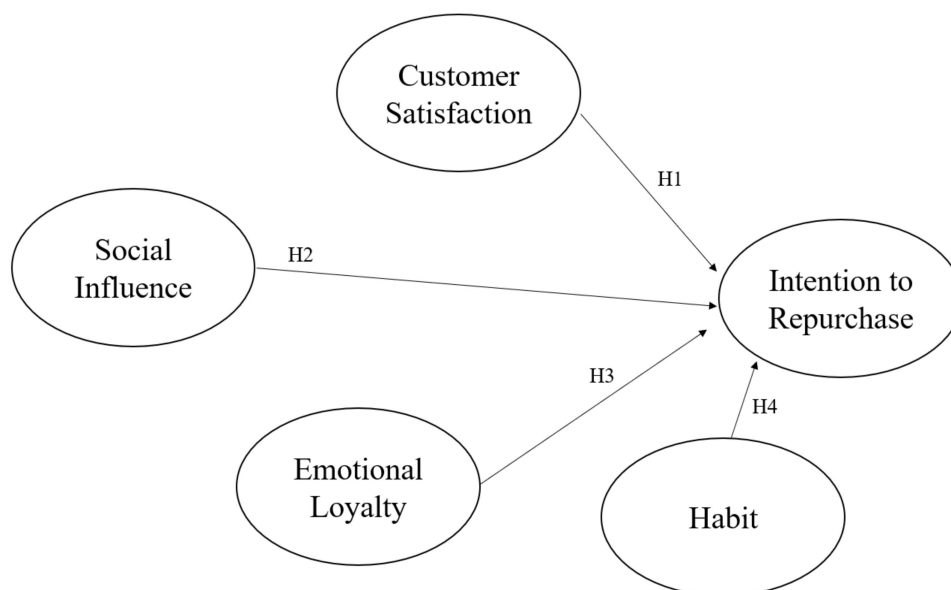 Customer
Satisfaction
H1
Social
Influence
H2
Intention to
Repurchase
H3
H4
Emotional
Loyalty
Habit